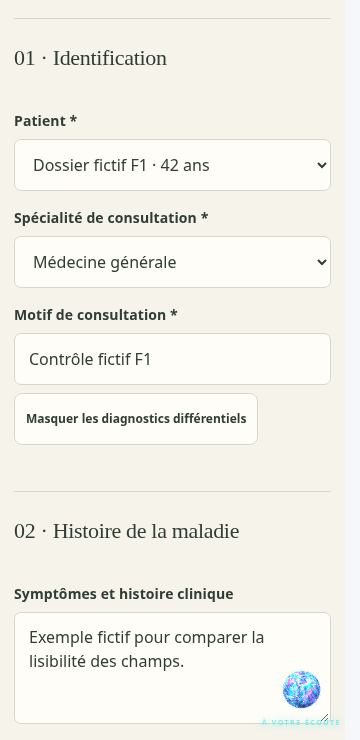 01 · Identification
Patient *
Dossier fictif F1 · 42 ans
Spécialité de consultation *
Médecine générale
Motif de consultation *
Contrôle fictif F1
Masquer les diagnostics différentiels
02 · Histoire de la maladie
Symptômes et histoire clinique
Exemple fictif pour comparer la
lisibilité des champs.
À VOTRE ÉCOUTE